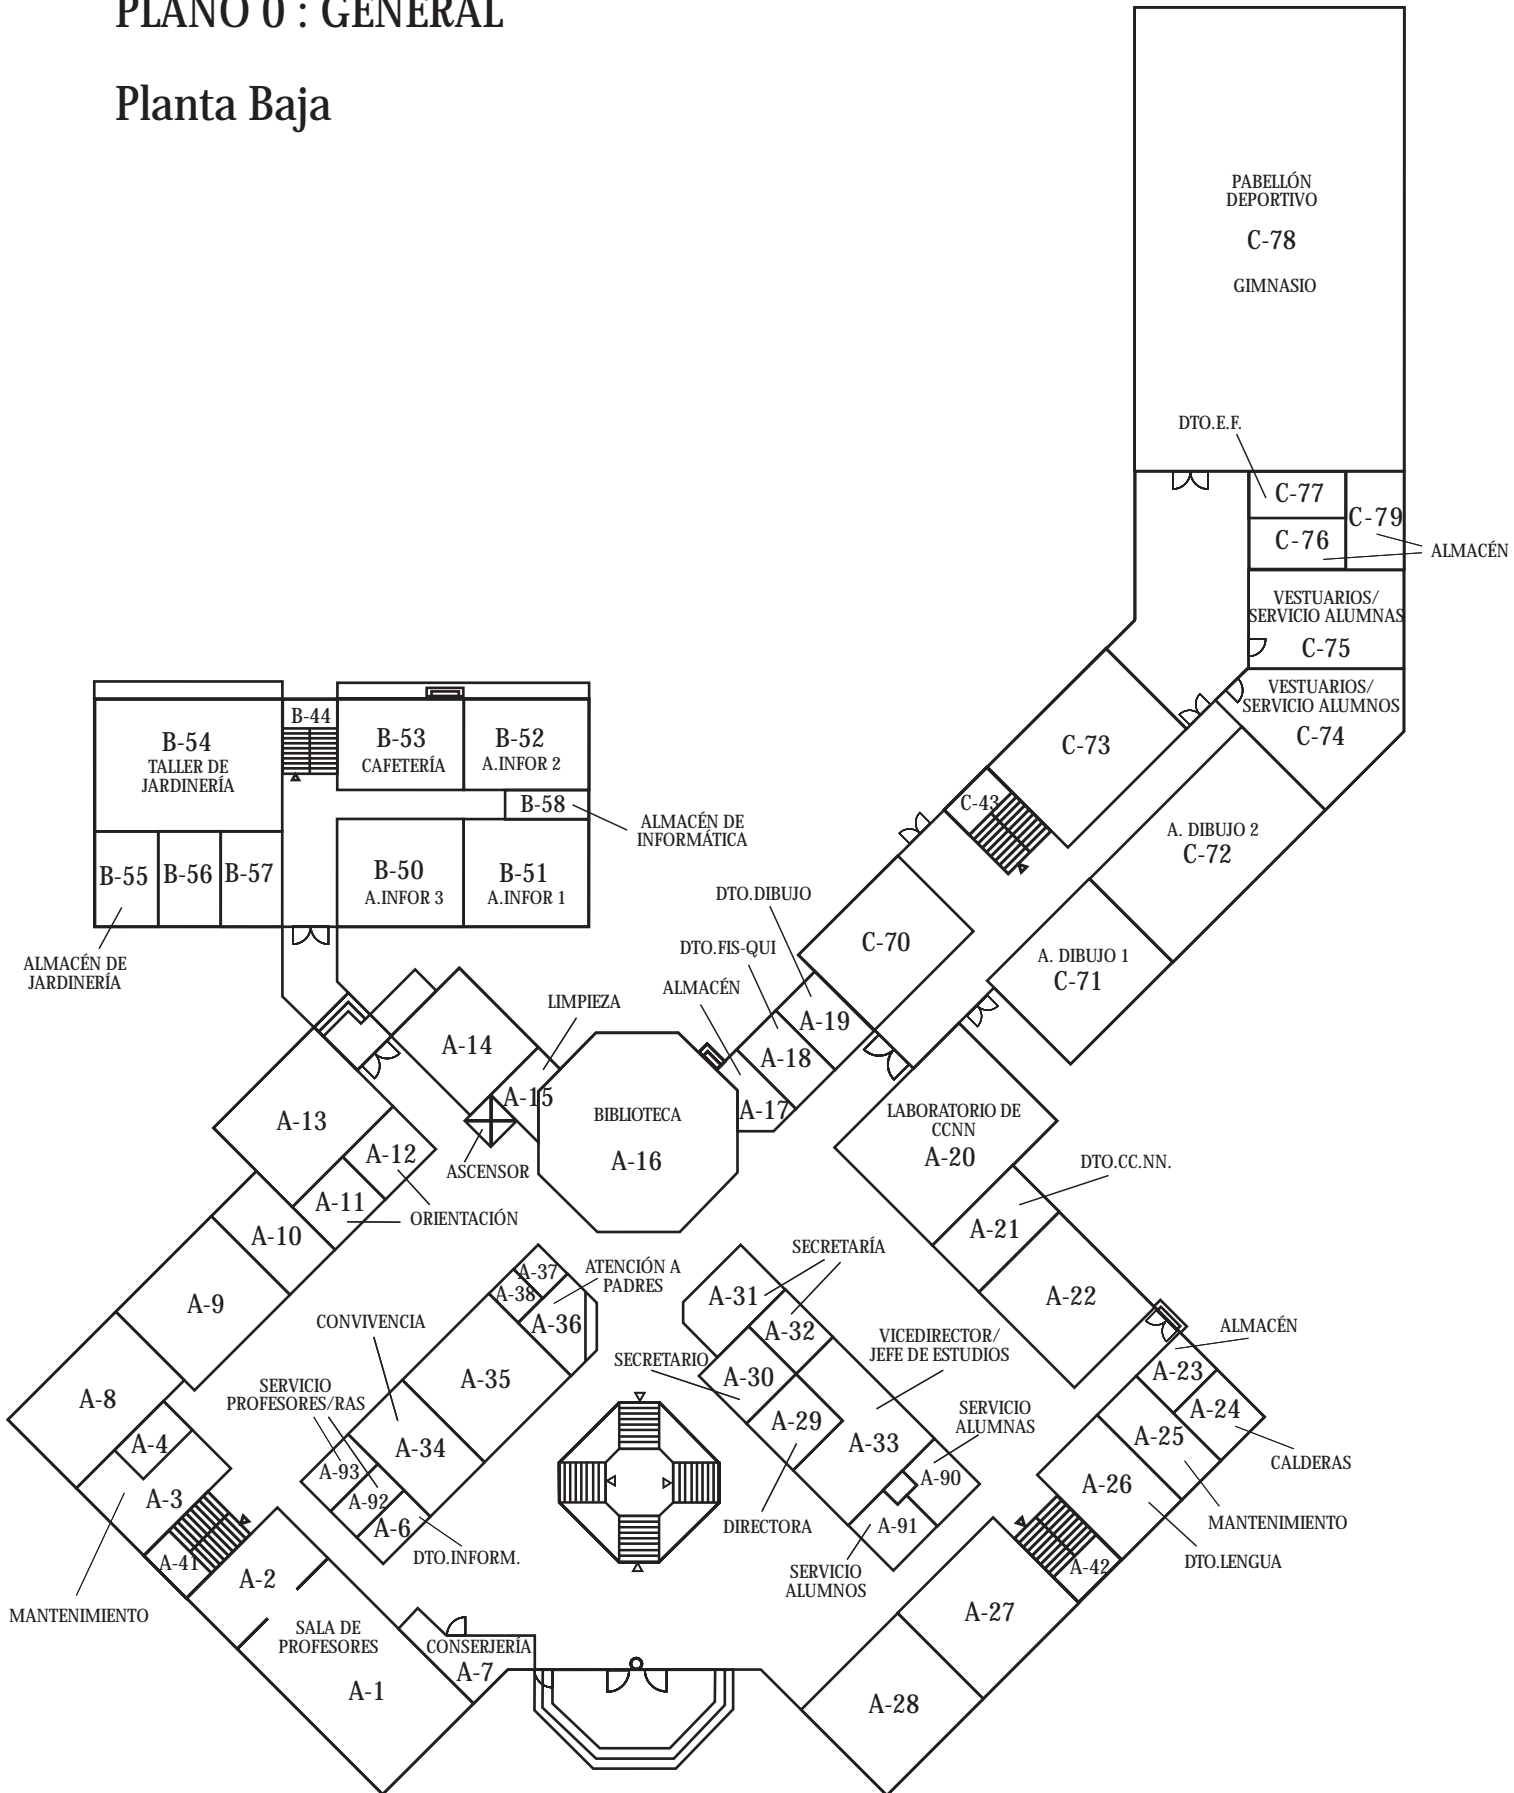 PLANO 0 : GENERAL
Planta Baja
PABELLÓN
DEPORTIVO
C-78
GIMNASIO
DTO.E.F.
C-77
C-79
C-76
ALMACÉN
VESTUARIOS/
SERVICIO ALUMNAS
C-75
VESTUARIOS/
SERVICIO ALUMNOS
C-74
C-73
C-43
A. DIBUJO 2
C-72
C-70
A. DIBUJO 1
C-71
B-44
B-54
TALLER DE
JARDINERÍA
B-53
CAFETERÍA
B-52
A.INFOR 2
B-58
ALMACÉN DE
INFORMÁTICA
B-55
B-56
B-57
B-50
A.INFOR 3
B-51
A.INFOR 1
ALMACÉN DE
JARDINERÍA
DTO.DIBUJO
DTO.FIS-QUI
ALMACÉN
LIMPIEZA
A-19
A-18
A-17
A-14
A-15
ASCENSOR
BIBLIOTECA
A-16
A-13
A-12
A-11
ORIENTACIÓN
A-10
A-9
A-8
LABORATORIO DE
CCNN
A-20
DTO.CC.NN.
A-21
A-22
ALMACÉN
A-23
A-24
CALDERAS
A-25
MANTENIMIENTO
A-26
DTO.LENGUA
A-42
A-27
A-28
A-37
A-38
ATENCIÓN A
PADRES
A-36
CONVIVENCIA
A-35
A-34
SERVICIO
PROFESORES/RAS
A-93
A-92
A-6
DTO.INFORM.
SECRETARÍA
A-31
A-32
VICEDIRECTOR/
JEFE DE ESTUDIOS
SECRETARIO
A-30
A-29
A-33
DIRECTORA
SERVICIO
ALUMNAS
A-90
A-91
SERVICIO
ALUMNOS
A-4
A-3
A-41
MANTENIMIENTO
A-2
SALA DE
PROFESORES
A-1
CONSERJERÍA
A-7